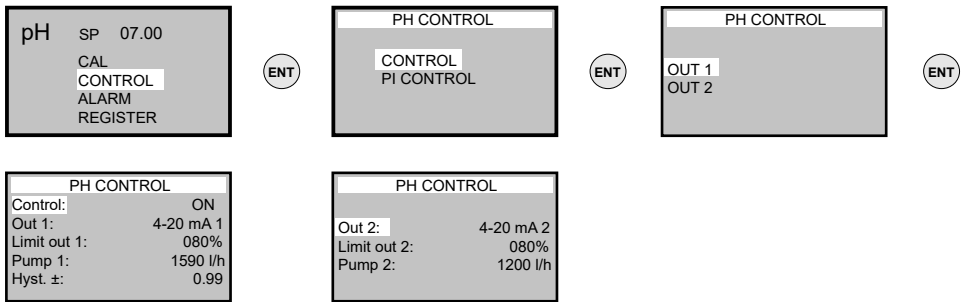 pH SP 07.00
CAL
CONTROL
ALARM
REGISTER
ENT
PH CONTROL
CONTROL
PI CONTROL
ENT
PH CONTROL
OUT 1
OUT 2
ENT
PH CONTROL
Control: ON
Out 1: 4-20 mA 1
Limit out 1: 080%
Pump 1: 1590 l/h
Hyst. ±: 0.99
PH CONTROL
Out 2: 4-20 mA 2
Limit out 2: 080%
Pump 2: 1200 l/h